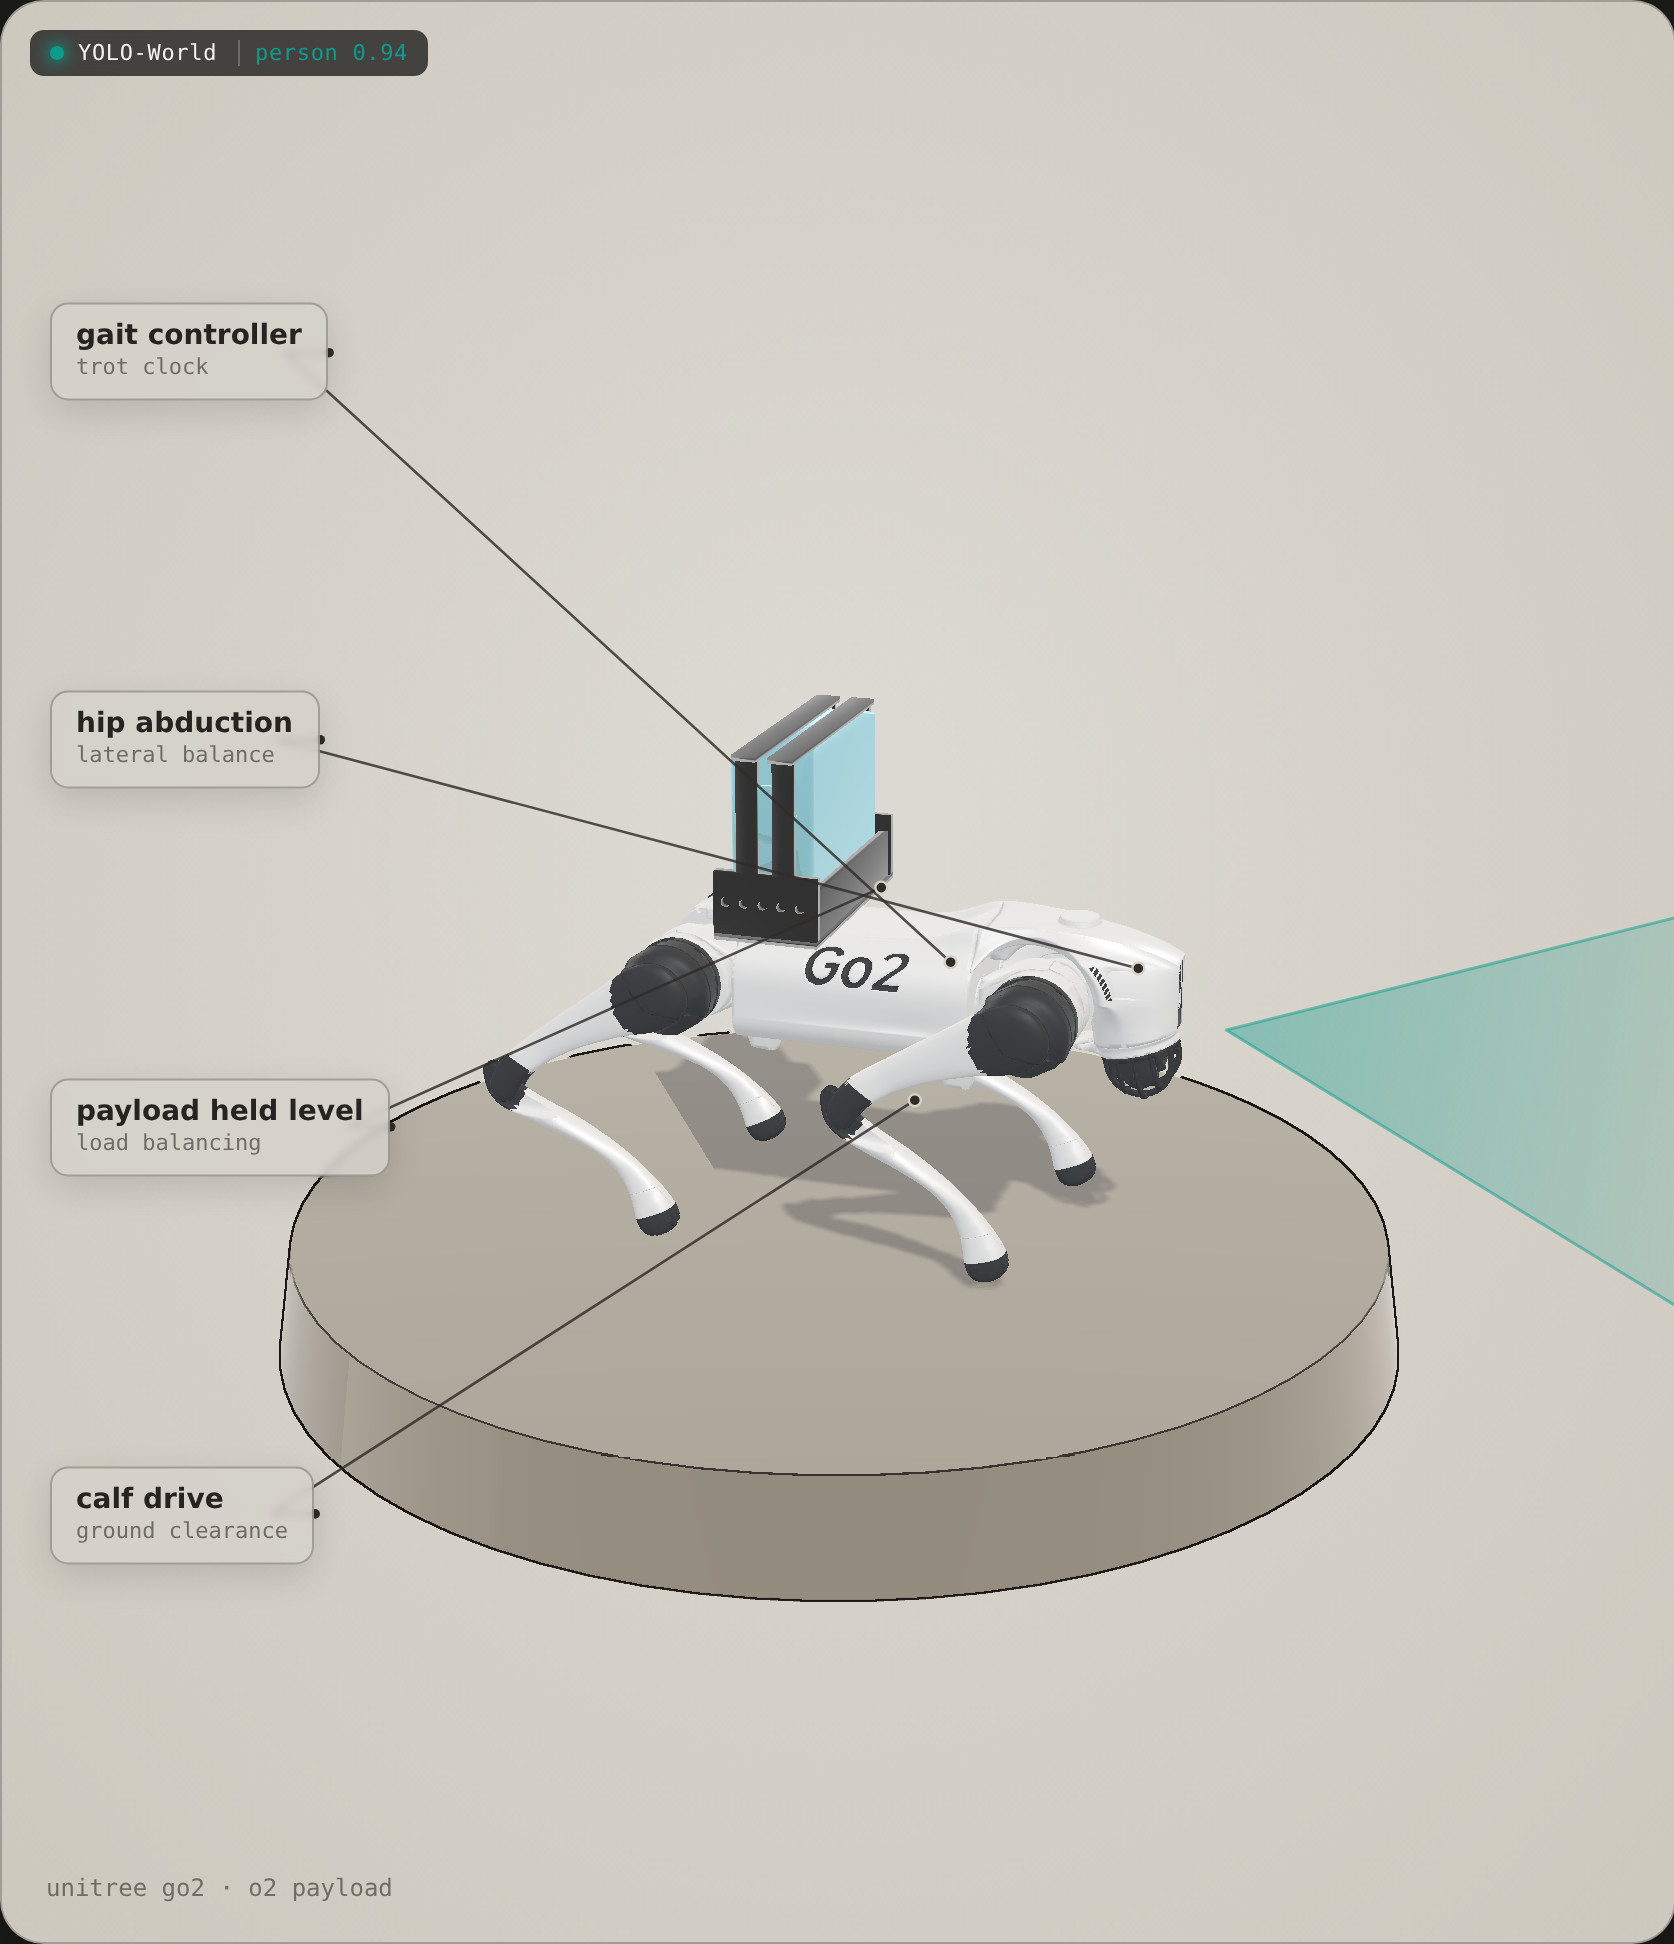 YOLO-World
person 0.94
gait controller
trot clock
hip abduction
lateral balance
Go2
payload held level
load balancing
calf drive
ground clearance
unitree go2 · o2 payload